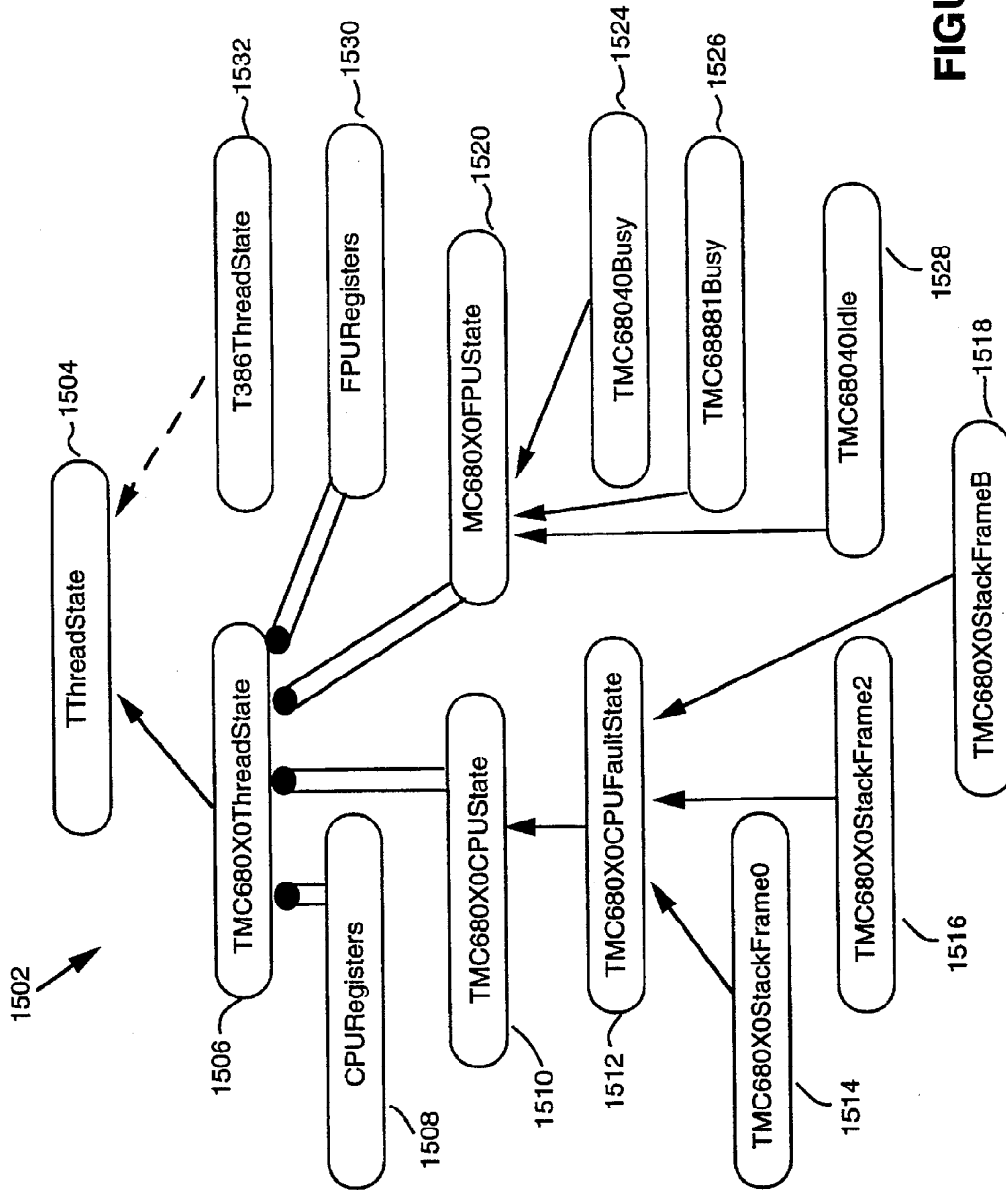 1502
TThreadState
1504
TMC680X0ThreadState
1506
T386ThreadState
1532
CPURegisters
1508
FPURegisters
1530
TMC680X0CPUState
1510
MC680X0FPUState
1520
TMC680X0CPUFaultState
1512
TMC68040Busy
1524
TMC68881Busy
1526
TMC680X0StackFrame0
1514
TMC680X0StackFrame2
1516
TMC68040Idle
1528
TMC680X0StackFrameB
1518
FIGU